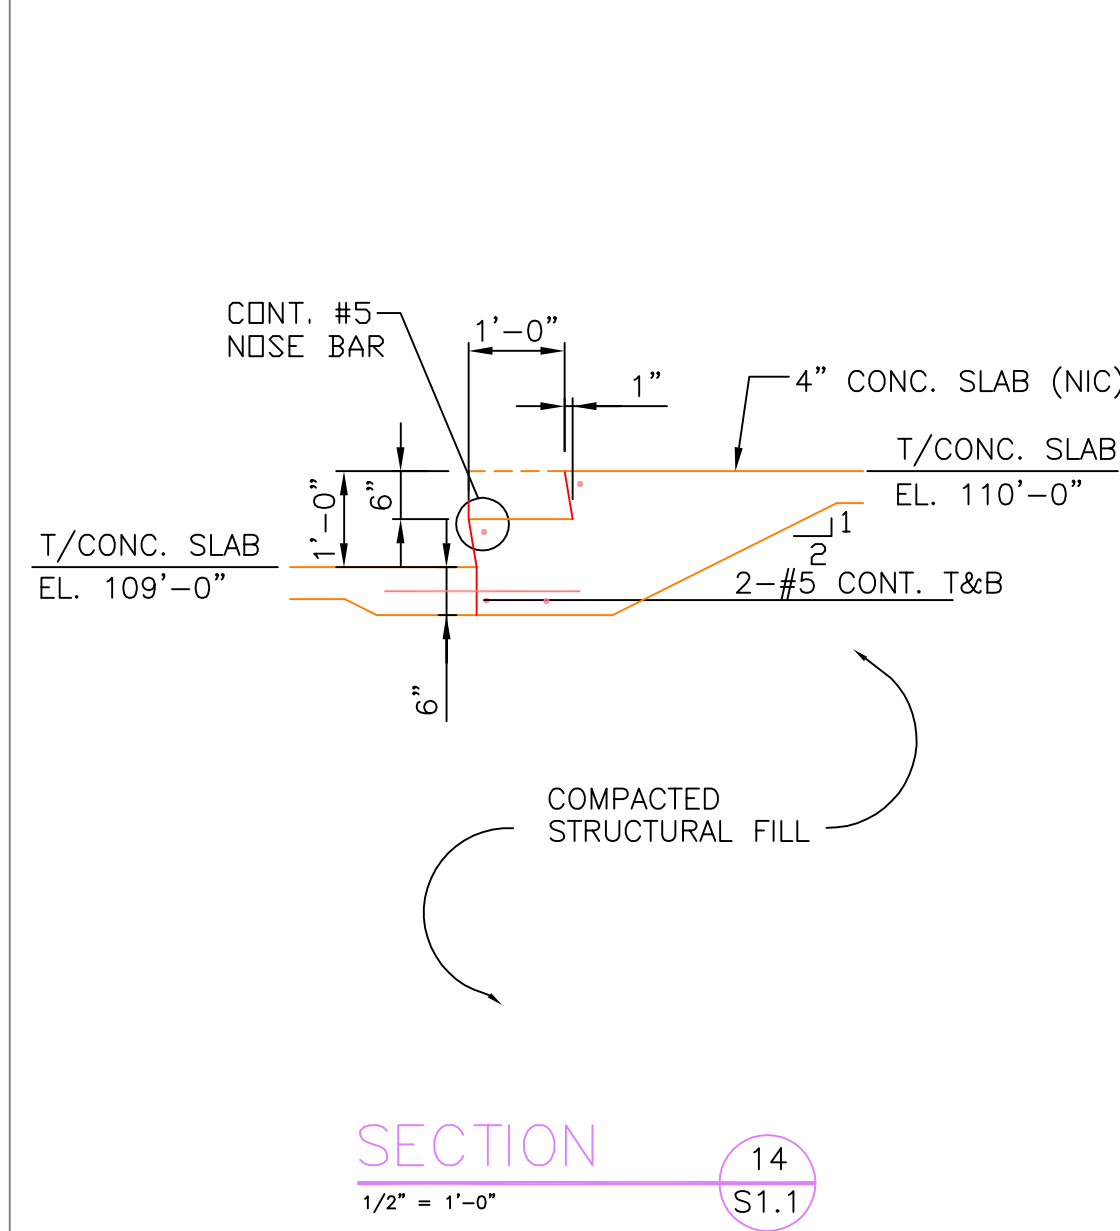 CONT. #5
NOSE BAR
1'-0"
1"
4" CONC. SLAB (NIC)
T/CONC. SLAB
EL. 110'-0"
1'-0"
6"
T/CONC. SLAB
EL. 109'-0"
1
2
2-#5 CONT. T&B
6"
COMPACTED
STRUCTURAL FILL
SECTION
1/2" = 1'-0"
14
S1.1